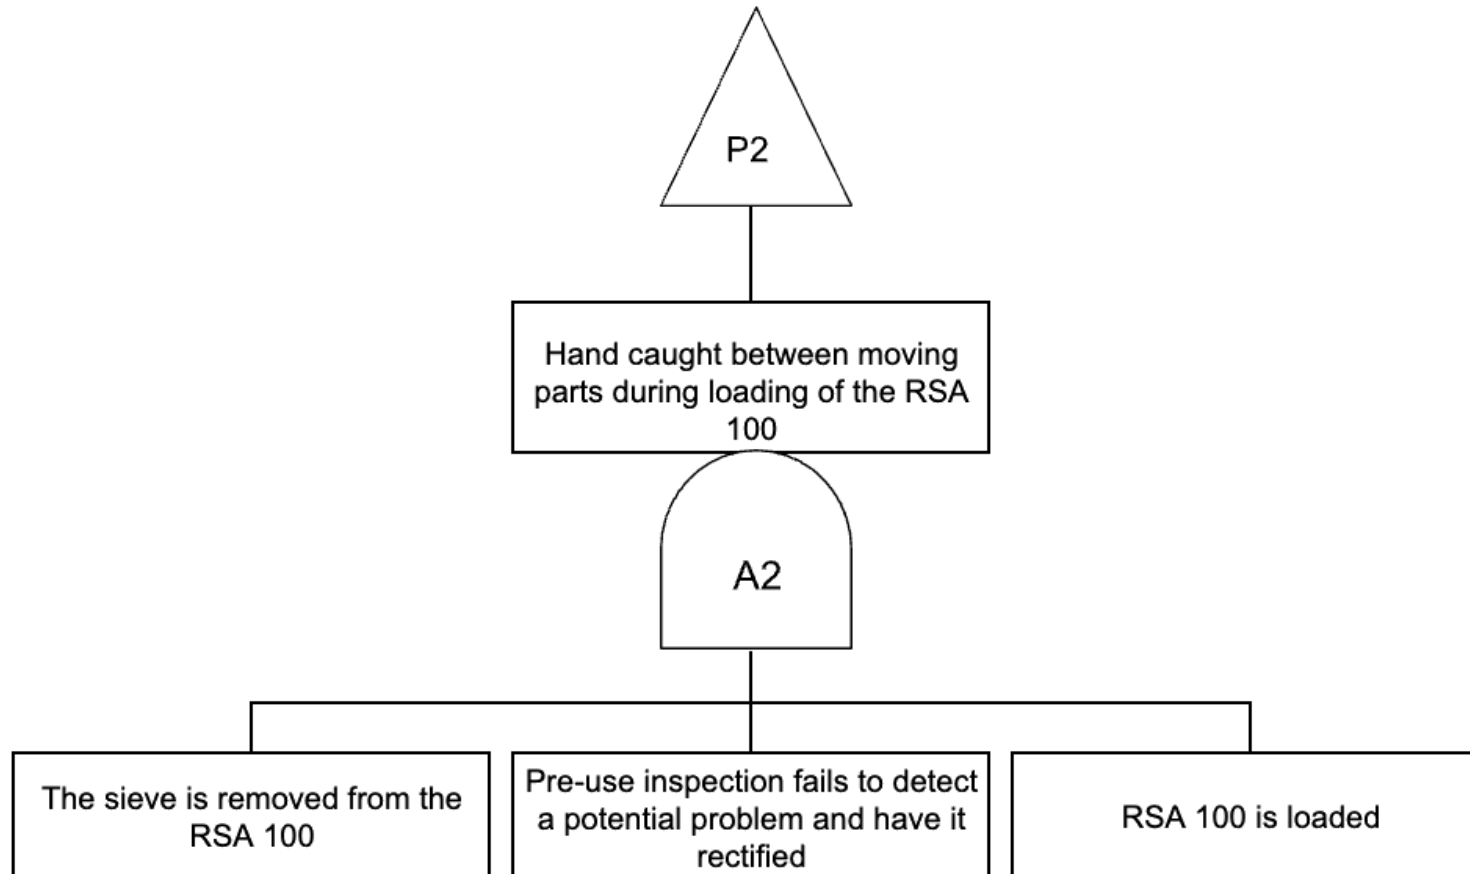 P2
Hand caught between moving
parts during loading of the RSA
100
A2
The sieve is removed from the
RSA 100
Pre-use inspection fails to detect
a potential problem and have it
rectified
RSA 100 is loaded